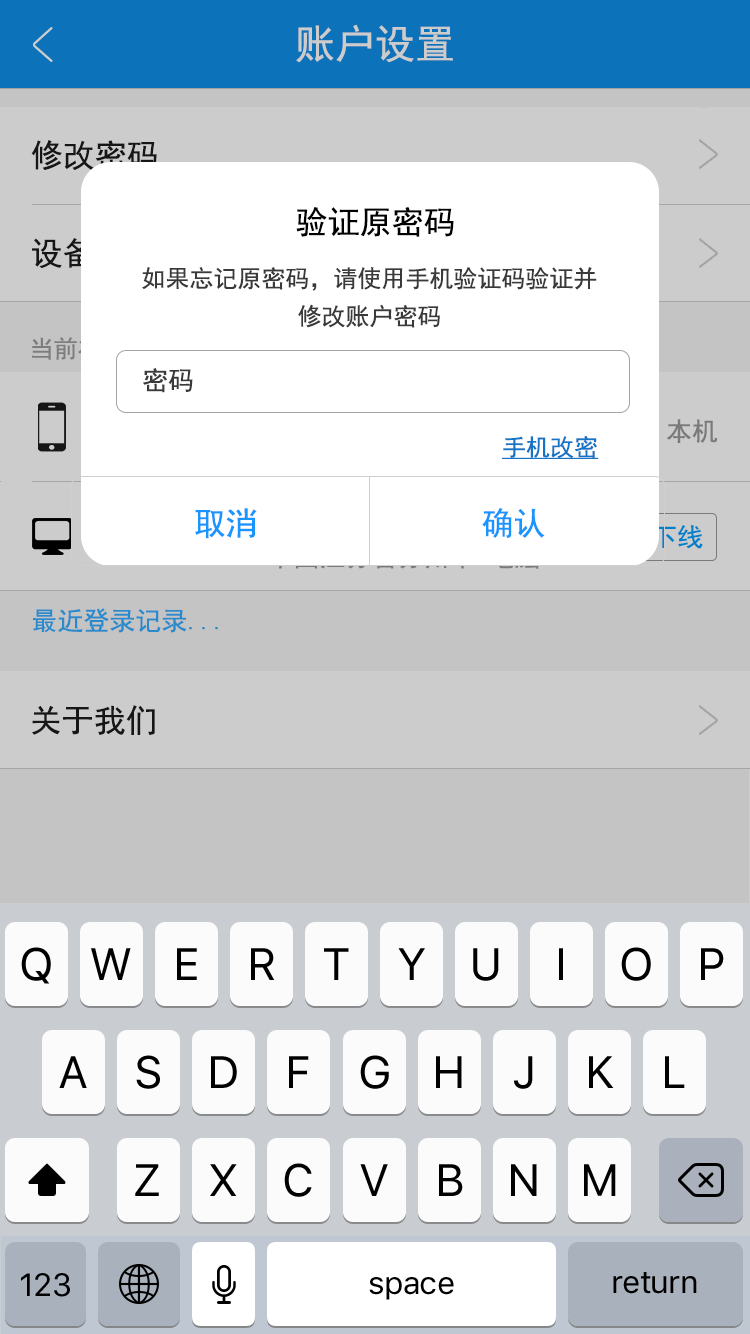 账户设置
修改密码
设备
当前
验证原密码
如果忘记原密码，请使用手机验证码验证并
修改账户密码
密码
手机改密
取消
确认
本机
下线
最近登录记录...
关于我们
Q W E R T Y U I O P
A S D F G H J K L
Z X C V B N M
123
space
return